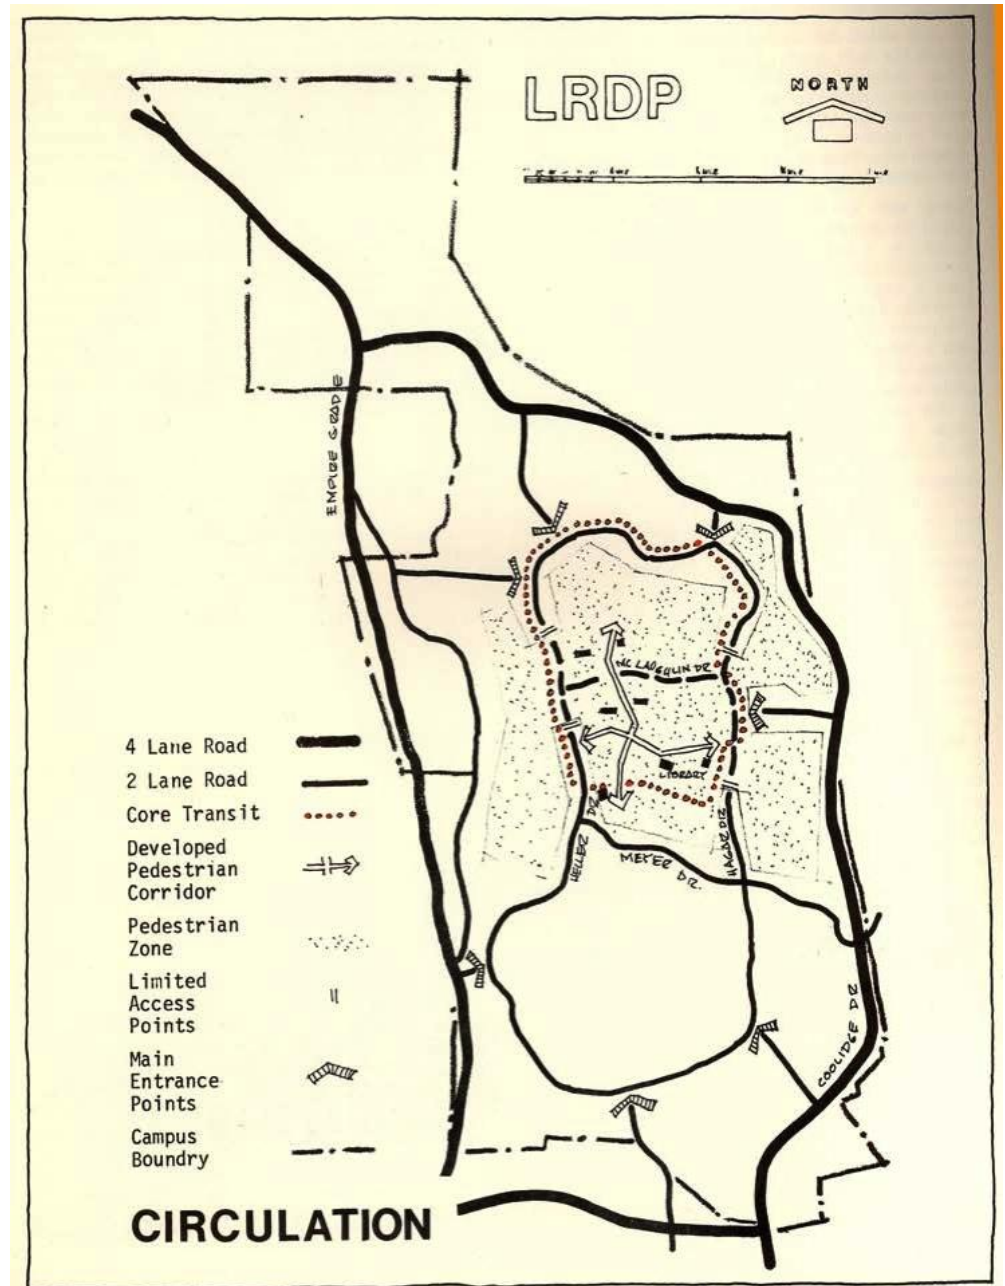 LRDP
NORTH
EMPIRE GRADE
MC LAUGHLIN DR
LIBRARY
HELLER DR
MEYER DR.
HAGAR DR
COOLIDGE DR
4 Lane Road
2 Lane Road
Core Transit
Developed
Pedestrian
Corridor
Pedestrian
Zone
Limited
Access
Points
Main
Entrance
Points
Campus
Boundry
CIRCULATION